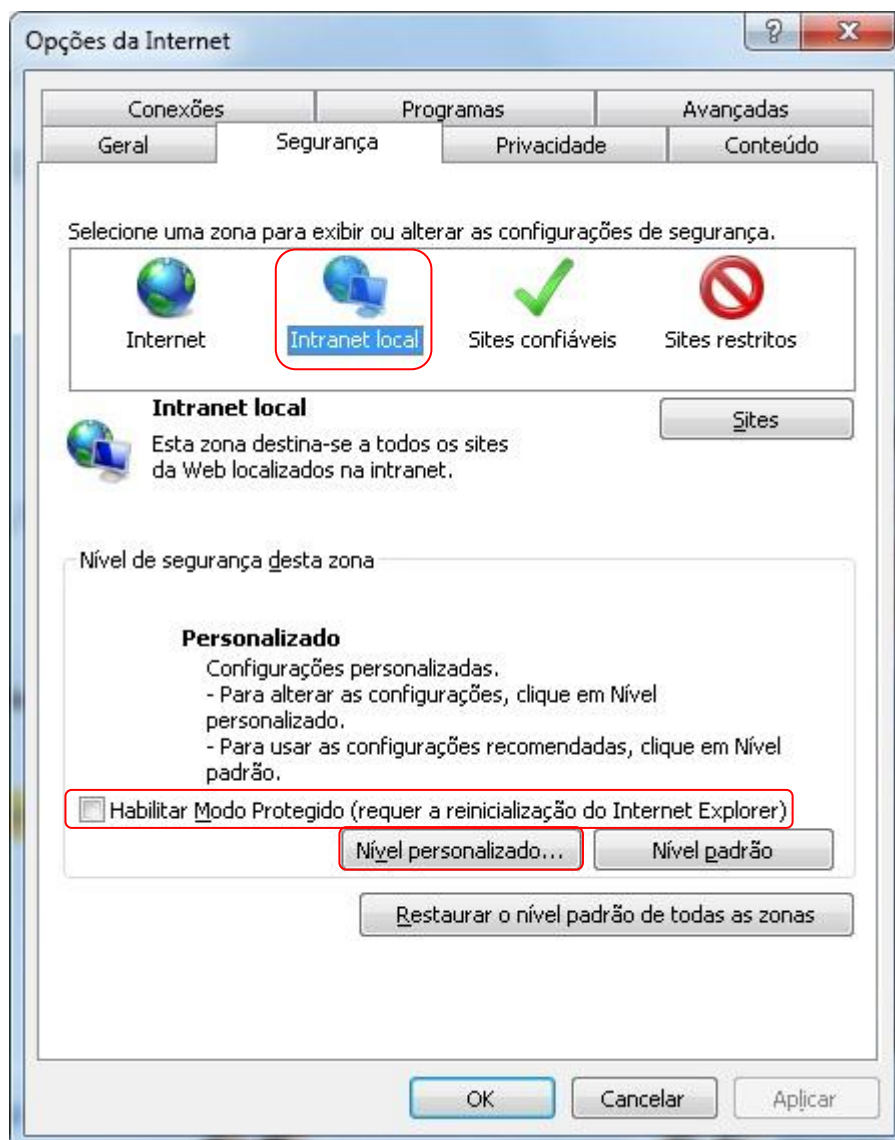 Opções da Internet
Conexões Programas Avançadas
Geral Segurança Privacidade Conteúdo
Selecione uma zona para exibir ou alterar as configurações de segurança.
Internet Intranet local Sites confiáveis Sites restritos
Intranet local
Sites
Esta zona destina-se a todos os sites
da Web localizados na intranet.
Nível de segurança desta zona
Personalizado
Configurações personalizadas.
- Para alterar as configurações, clique em Nível
personalizado.
- Para usar as configurações recomendadas, clique em Nível
padrão.
Habilitar Modo Protegido (requer a reinicialização do Internet Explorer)
Nível personalizado... Nível padrão
Restaurar o nível padrão de todas as zonas
OK Cancelar Aplicar